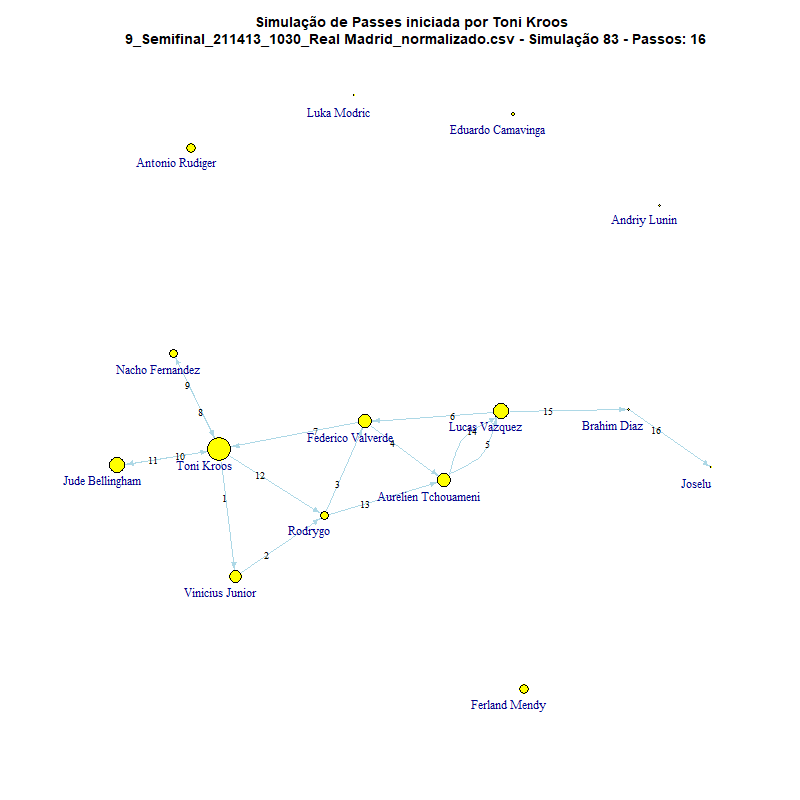 Simulação de Passes iniciada por Toni Kroos
9_Semifinal_211413_1030_Real Madrid_normalizado.csv - Simulação 83 - Passos: 16
Luka Modric
Eduardo Camavinga
Antonio Rudiger
Andriy Lunin
Nacho Fernandez
9
8
15
6
Lucas Vazquez
Brahim Diaz
7
14
16
Federico Valverde
4
5
11
10
Toni Kroos
12
Jude Bellingham
3
Joselu
1
Aurelien Tchouameni
13
Rodrygo
2
Vinicius Junior
Ferland Mendy